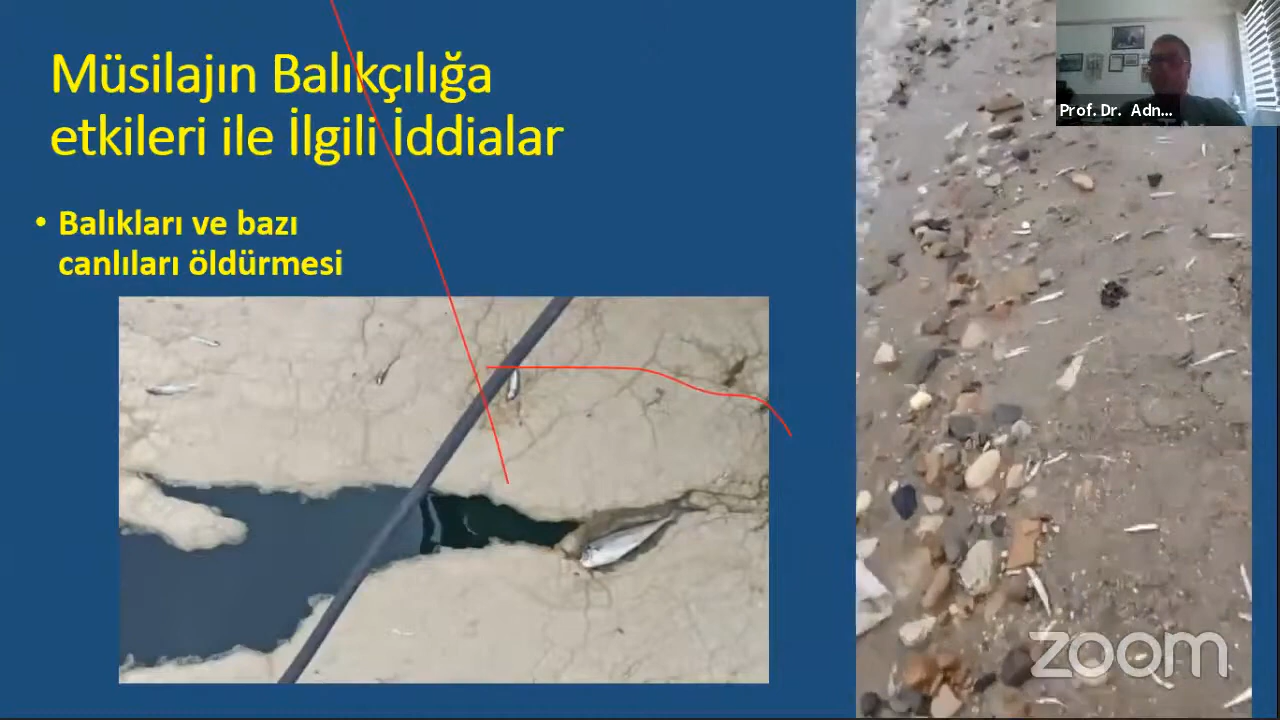 Müsilajın Balıkçılığa
etkileri ile İlgili İddialar
• Balıkları ve bazı
canlıları öldürmesi
Prof. Dr. Adn...
zoom